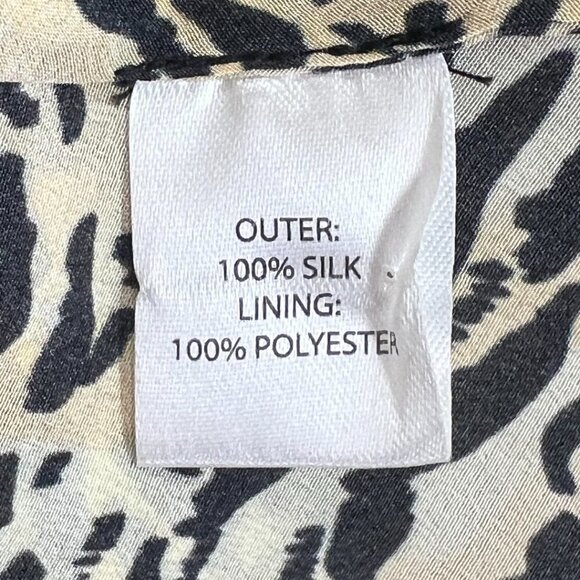 OUTER:
100% SILK
LINING:
100% POLYESTER